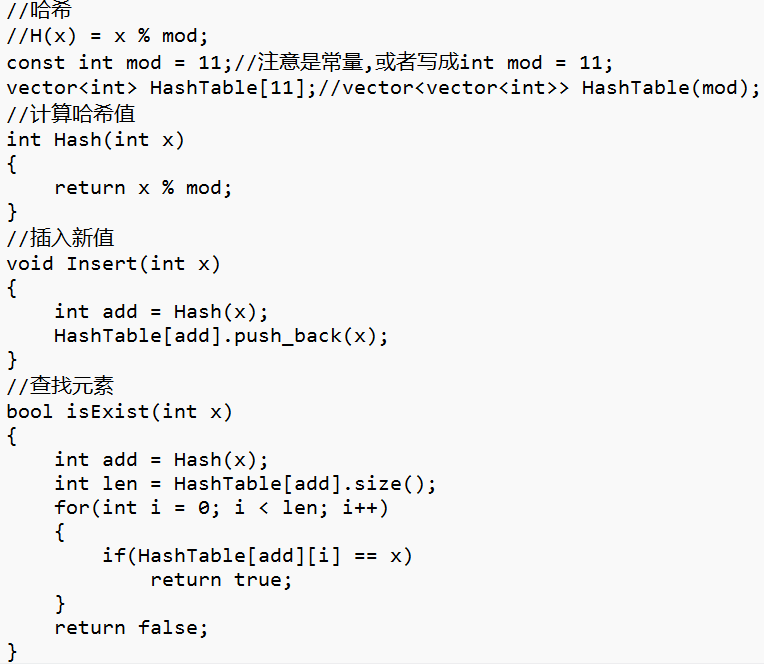 //哈希
//H(x) = x % mod;
const int mod = 11;//注意是常量,或者写成int mod = 11;
vector<int> HashTable[11];//vector<vector<int>> HashTable(mod);
//计算哈希值
int Hash(int x)
{
    return x % mod;
}
//插入新值
void Insert(int x)
{
    int add = Hash(x);
    HashTable[add].push_back(x);
}
//查找元素
bool isExist(int x)
{
    int add = Hash(x);
    int len = HashTable[add].size();
    for(int i = 0; i < len; i++)
    {
        if(HashTable[add][i] == x)
            return true;
    }
    return false;
}